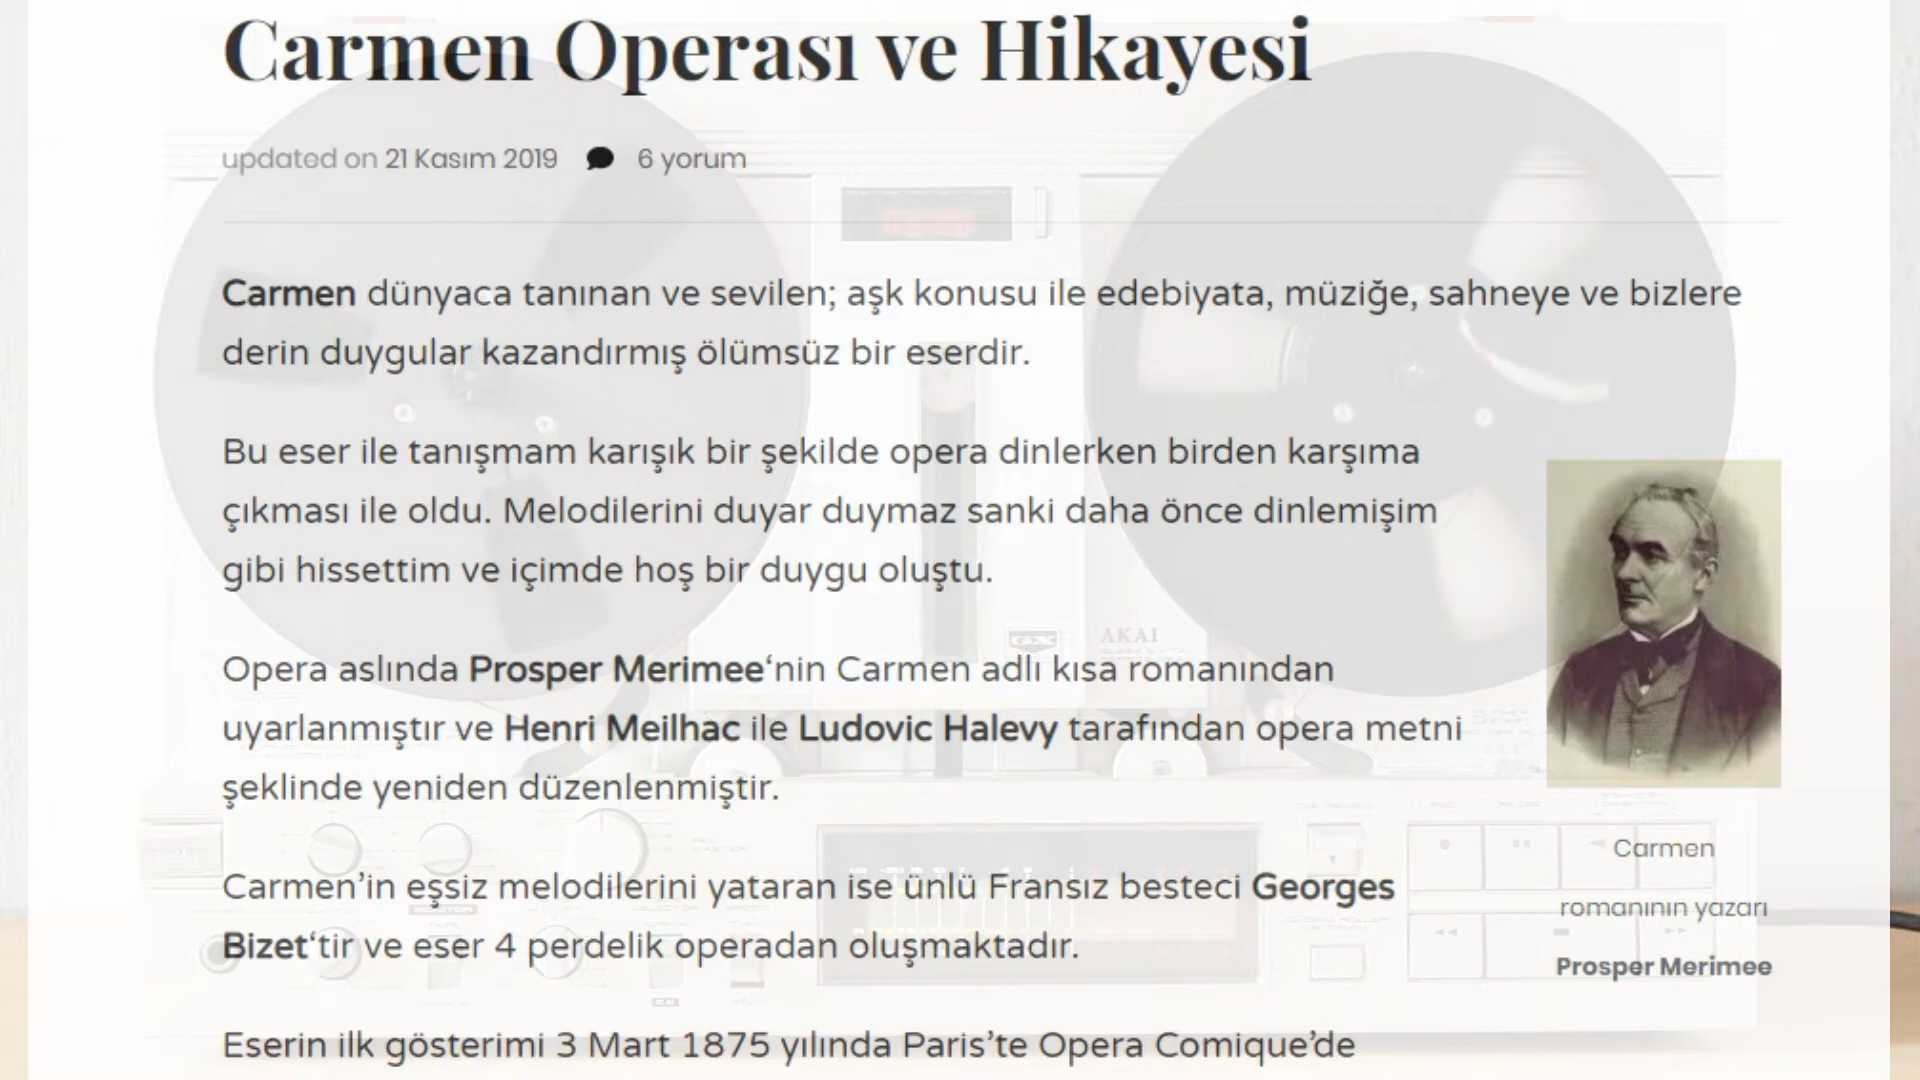 Carmen Operası ve Hikayesi
updated on 21 Kasım 2019 6 yorum
Carmen dünyaca tanınan ve sevilen; aşk konusu ile edebiyata, müziğe, sahneye ve bizlere
derin duygular kazandırmış ölümsüz bir eserdir.
Bu eser ile tanışmam karışık bir şekilde opera dinlerken birden karşıma
çıkması ile oldu. Melodilerini duyar duymaz sanki daha önce dinlemişim
gibi hissettim ve içimde hoş bir duygu oluştu.
Opera aslında Prosper Merimee‘nin Carmen adlı kısa romanından
uyarlanmıştır ve Henri Meilhac ile Ludovic Halevy tarafından opera metni
şeklinde yeniden düzenlenmiştir.
Carmen’in eşsiz melodilerini yataran ise ünlü Fransız besteci Georges
Bizet‘tir ve eser 4 perdelik operadan oluşmaktadır.
Eserin ilk gösterimi 3 Mart 1875 yılında Paris’te Opera Comique’de
Carmen
romanının yazarı
Prosper Merimee
GX
AKAI